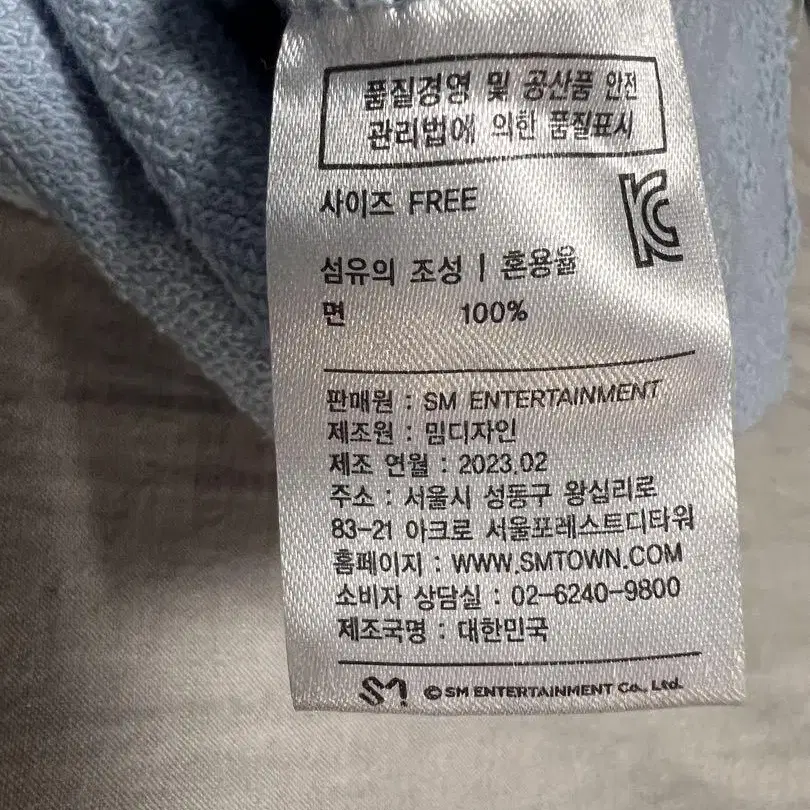 품질경영 및 공산품 안전
관리법에 의한 품질표시
사이즈 FREE
섬유의 조성 | 혼용율
면 100%
판매원 : SM ENTERTAINMENT
제조원 : 밈디자인
제조 연월 : 2023.02
주소 : 서울시 성동구 왕십리로
83-21 아크로 서울포레스트디타워
홈페이지 : WWW.SMTOWN.COM
소비자 상담실 : 02-6240-9800
제조국명 : 대한민국
SM © SM ENTERTAINMENT Co., Ltd.